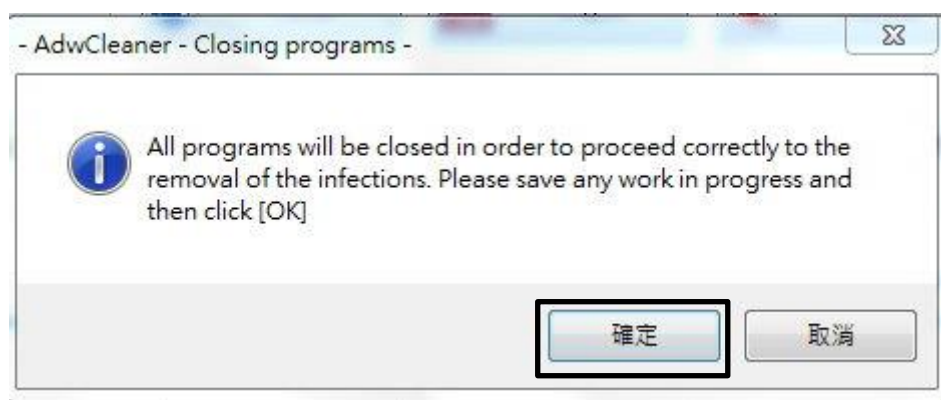 - AdwCleaner - Closing programs -
All programs will be closed in order to proceed correctly to the
removal of the infections. Please save any work in progress and
then click [OK]
確定 取消